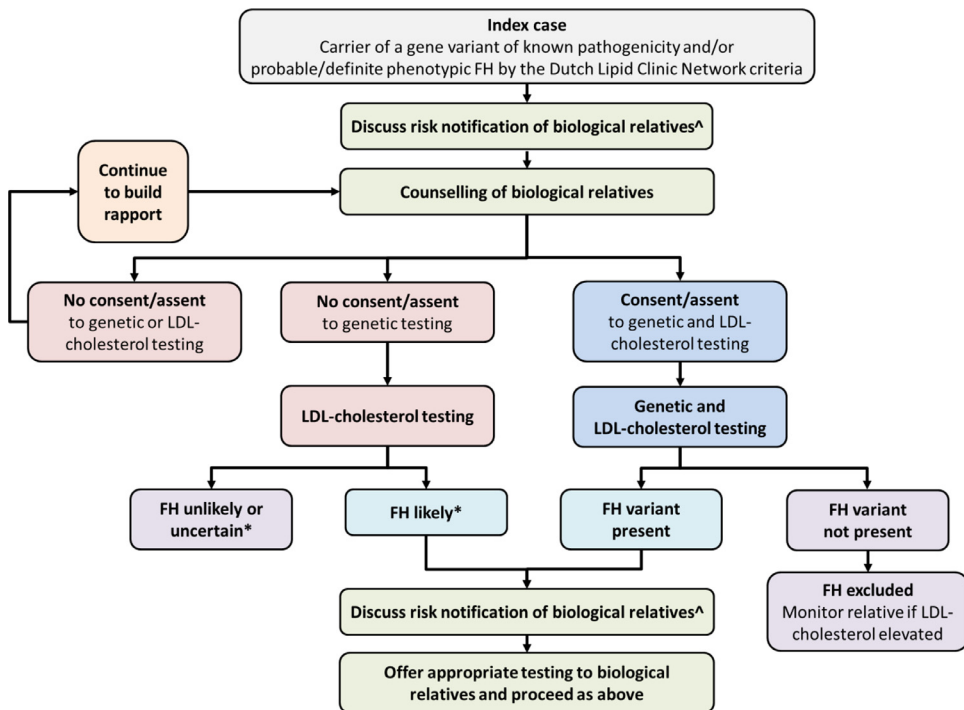 Index case
Carrier of a gene variant of known pathogenicity and/or
probable/definite phenotypic FH by the Dutch Lipid Clinic Network criteria
Discuss risk notification of biological relatives^
Continue
to build
rapport
Counselling of biological relatives
No consent/assent
to genetic or LDL-
cholesterol testing
No consent/assent
to genetic testing
Consent/assent
to genetic and LDL-
cholesterol testing
LDL-cholesterol testing
Genetic and
LDL-cholesterol testing
FH unlikely or
uncertain*
FH likely*
FH variant
present
FH variant
not present
FH excluded
Monitor relative if LDL-
cholesterol elevated
Discuss risk notification of biological relatives^
Offer appropriate testing to biological
relatives and proceed as above